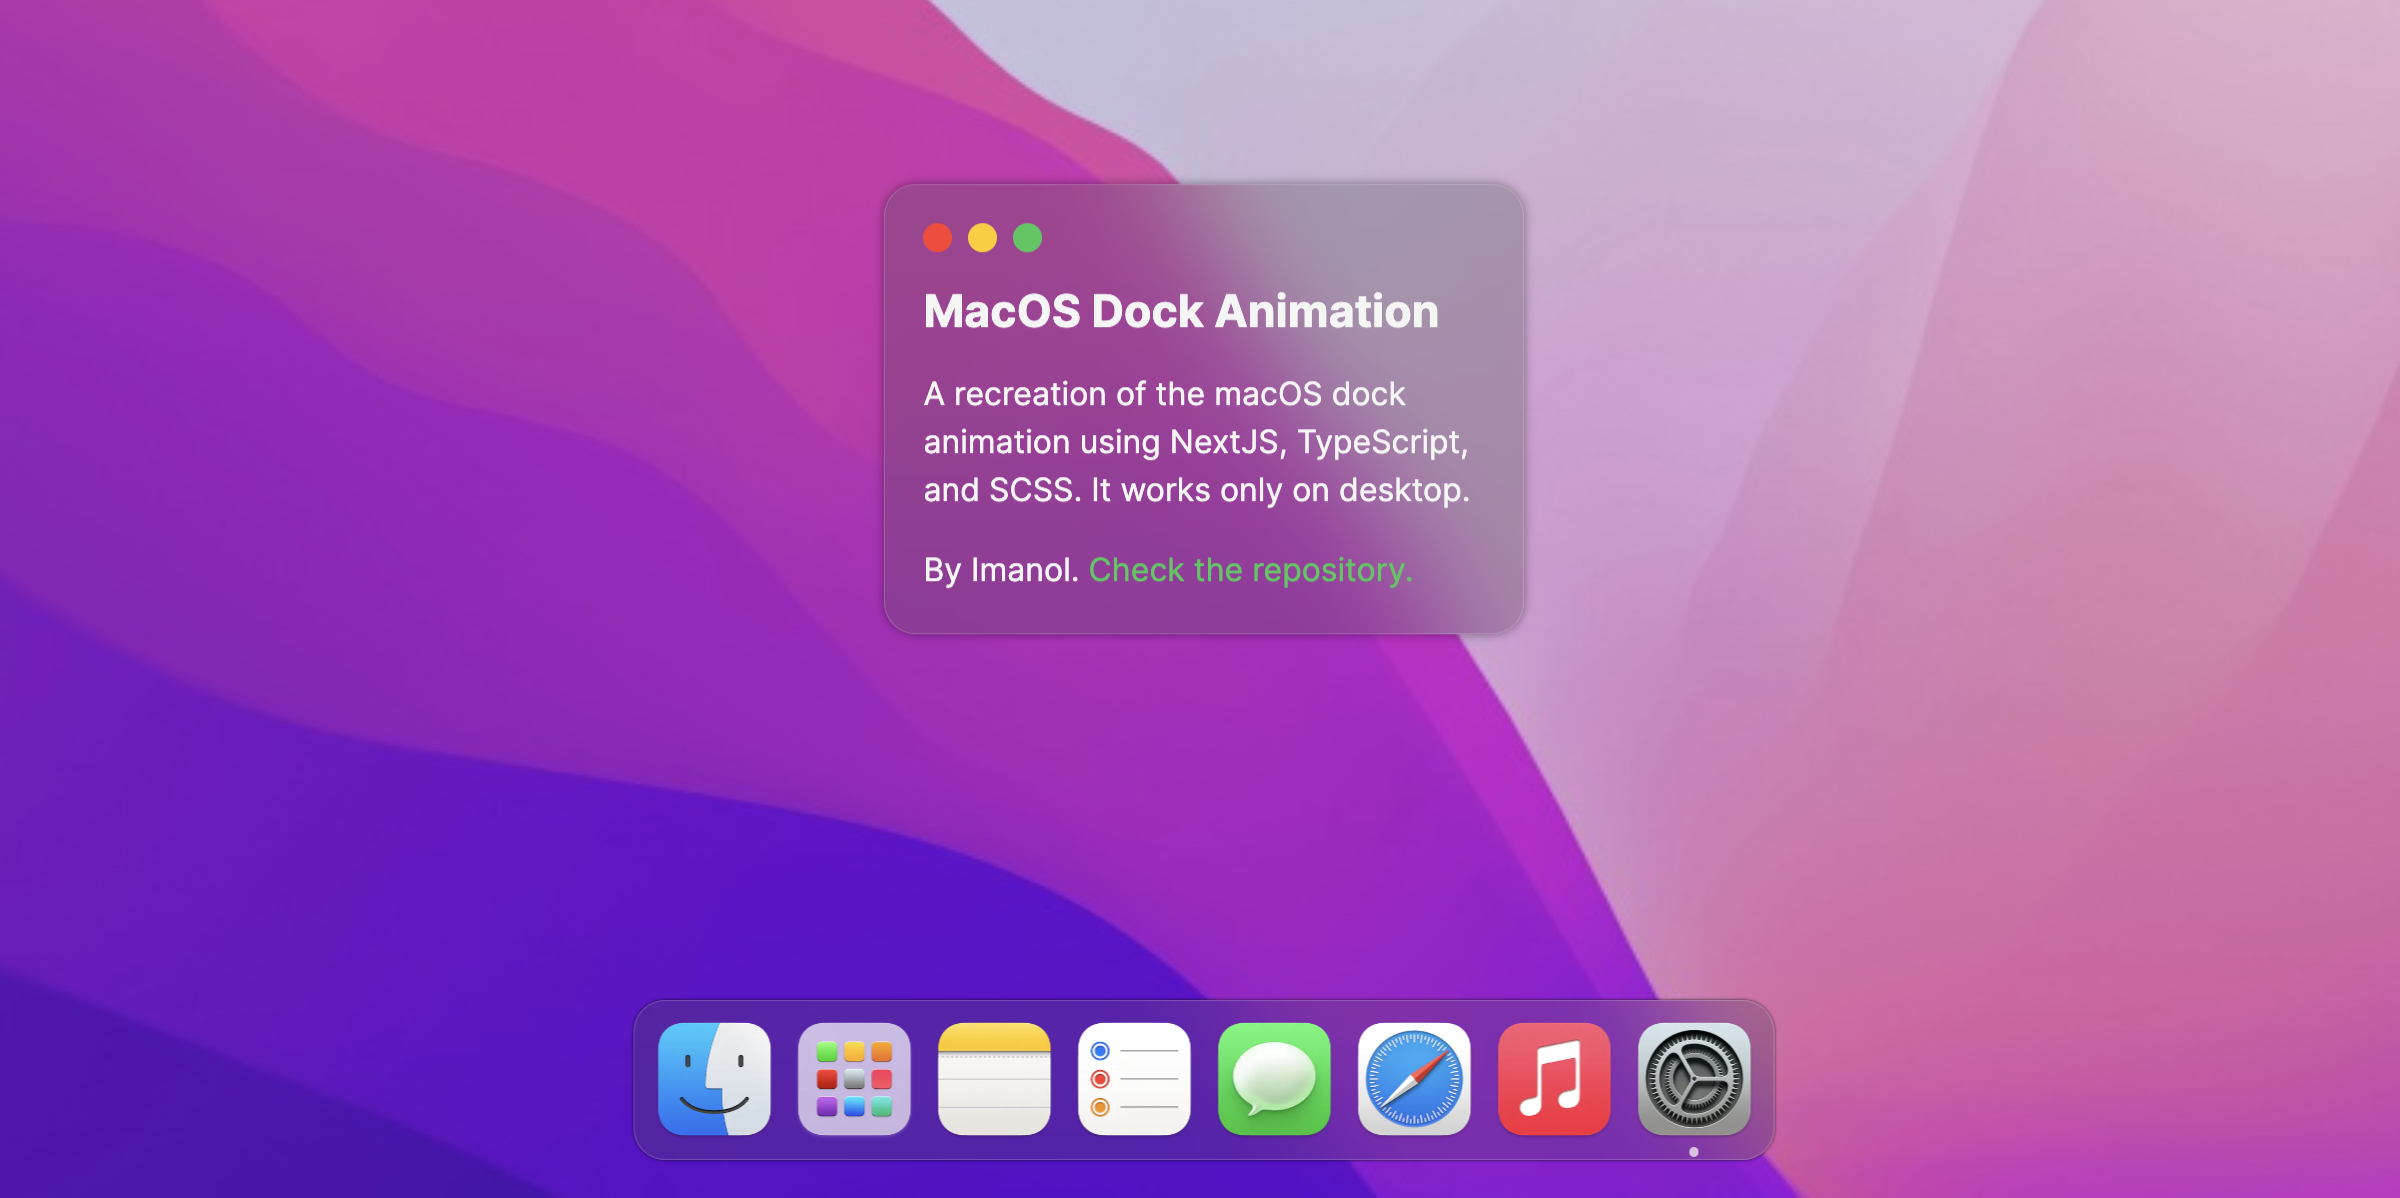 MacOS Dock Animation
A recreation of the macOS dock
animation using NextJS, TypeScript,
and SCSS. It works only on desktop.
By Imanol. Check the repository.